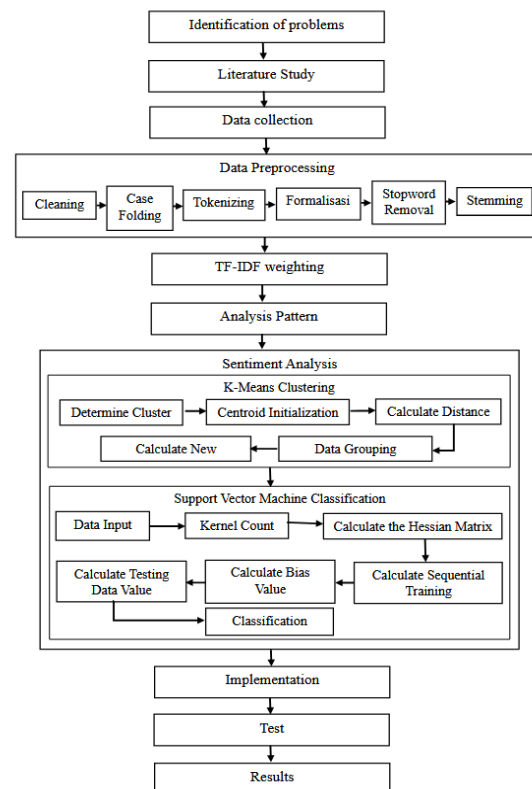 Identification of problems
Literature Study
Data collection
Data Preprocessing
Cleaning
Case
Folding
Tokenizing
Formalisasi
Stopword
Removal
Stemming
TF-IDF weighting
Analysis Pattern
Sentiment Analysis
K-Means Clustering
Determine Cluster
Centroid Initialization
Calculate Distance
Calculate New
Data Grouping
Support Vector Machine Classification
Data Input
Kernel Count
Calculate the Hessian Matrix
Calculate Testing
Data Value
Calculate Bias
Value
Calculate Sequential
Training
Classification
Implementation
Test
Results